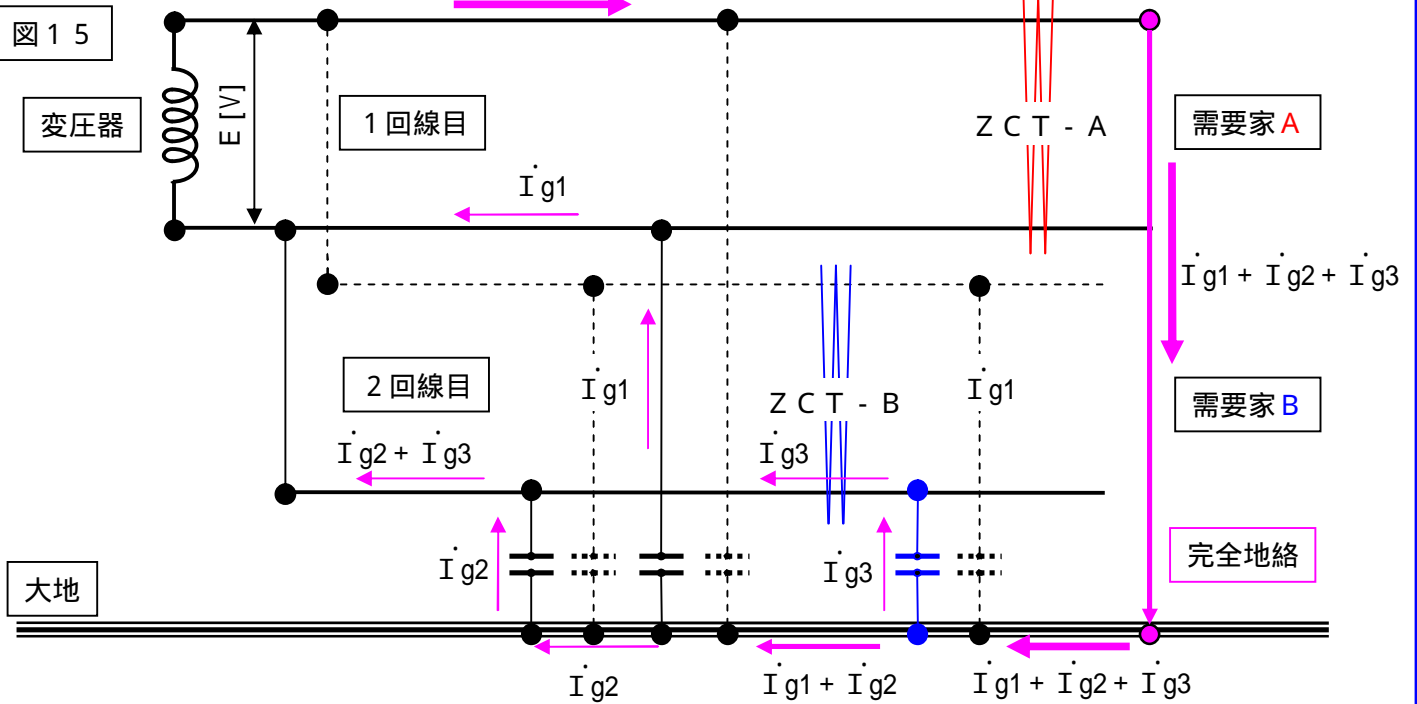 図１５
変圧器
E [V]
１回線目
ＺＣＴ-Ａ
需要家A
İg1
İg1 + İg2 + İg3
２回線目
İg1
ＺＣＴ-Ｂ
İg1
需要家B
İg2 + İg3
İg3
İg2
İg3
完全地絡
大地
İg2
İg1 + İg2
İg1 + İg2 + İg3